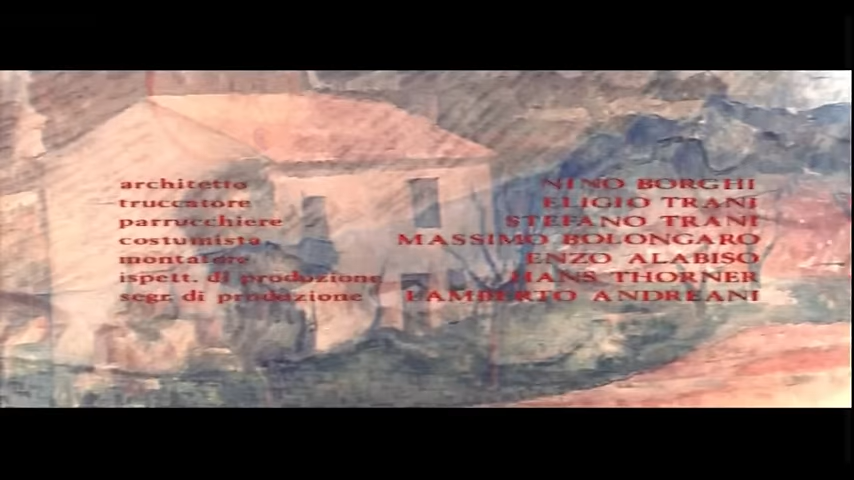 architetto NINO BORGHI
truccatore ELIGIO TRANI
parrucchiere STEFANO TRANI
costumista MASSIMO BOLONGARO
montatore ENZO ALABISO
ispett. di produzione HANS THORNER
segr. di produzione LAMBERTO ANDREANI